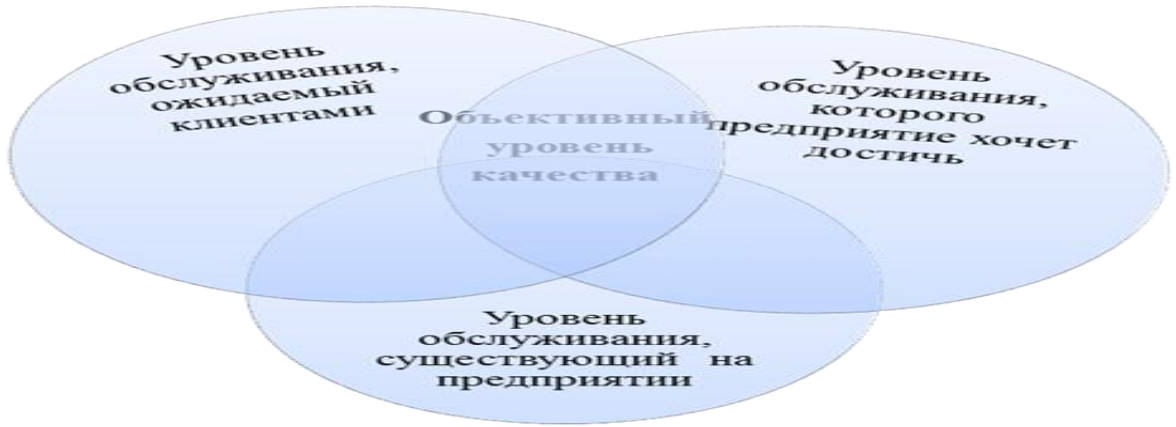 Уровень
обслуживания,
ожидаемый
клиентами
Объективный
уровень
качества
Уровень
обслуживания,
которого
предприятие хочет
достичь
Уровень
обслуживания,
существующий на
предприятии